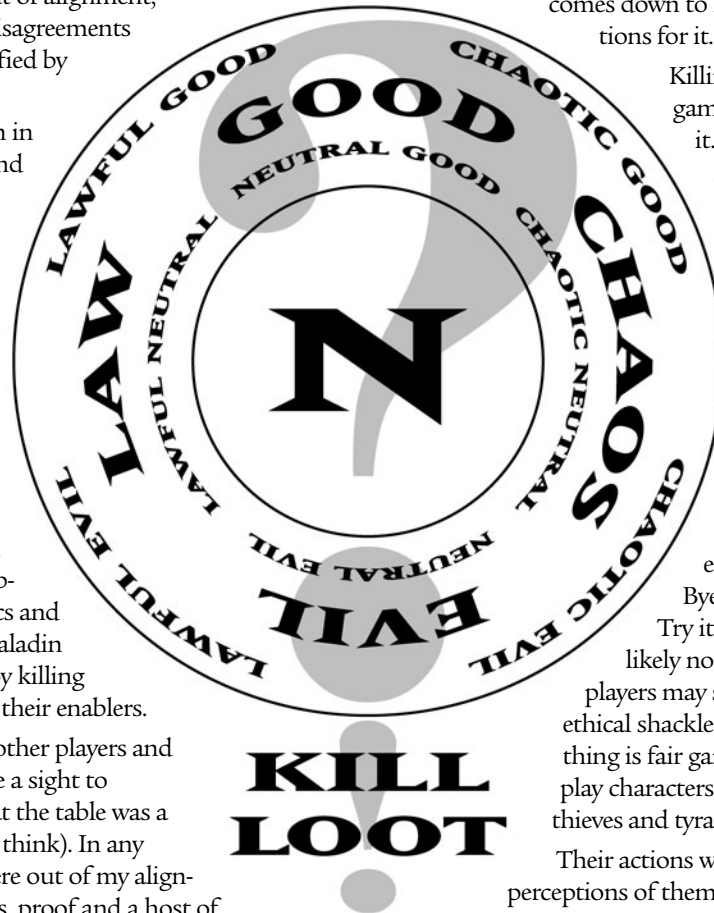 of alignment,
disagreements
fied by
in
nd
cs and
aladin
by killing
their enablers.
other players and
e a sight to
at the table was a
think). In any
ere out of my align-
s, proof and a host of
LAWFUL GOOD
GOOD
CHAOTIC GOOD
NEUTRAL GOOD
LAW
LAWFUL NEUTRAL
N
CHAOTIC NEUTRAL
CHAOS
LAWFUL EVIL
NEUTRAL EVIL
EVIL
CHAOTIC EVIL
KILL
LOOT
comes down to
tions for it.
Killi
gam
it.
e
Bye
Try it
likely no
players may s
ethical shackle
thing is fair ga
play characters
thieves and tyra
Their actions w
perceptions of them